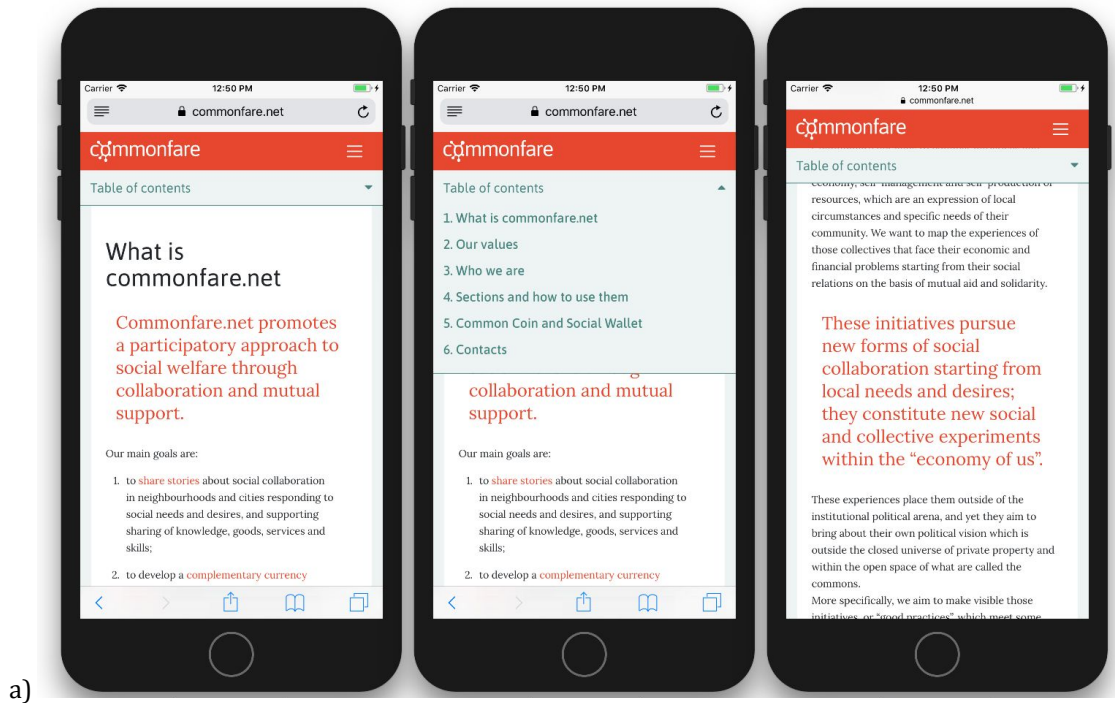 Carrier 12:50 PM
commonfare.net
commonfare
Table of contents
What is
commonfare.net
Commonfare.net promotes
a participatory approach to
social welfare through
collaboration and mutual
support.
Our main goals are:
1. to share stories about social collaboration
in neighbourhoods and cities responding to
social needs and desires, and supporting
sharing of knowledge, goods, services and
skills;
2. to develop a complementary currency
Carrier 12:50 PM
commonfare.net
commonfare
Table of contents
1. What is commonfare.net
2. Our values
3. Who we are
4. Sections and how to use them
5. Common Coin and Social Wallet
6. Contacts
collaboration and mutual
support.
Our main goals are:
1. to share stories about social collaboration
in neighbourhoods and cities responding to
social needs and desires, and supporting
sharing of knowledge, goods, services and
skills;
2. to develop a complementary currency
Carrier 12:50 PM
commonfare.net
commonfare
Table of contents
economy, self-management and self-production of
resources, which are an expression of local
circumstances and specific needs of their
community. We want to map the experiences of
those collectives that face their economic and
financial problems starting from their social
relations on the basis of mutual aid and solidarity.
These initiatives pursue
new forms of social
collaboration starting from
local needs and desires;
they constitute new social
and collective experiments
within the “economy of us”.
These experiences place them outside of the
institutional political arena, and yet they aim to
bring about their own political vision which is
outside the closed universe of private property and
within the open space of what are called the
commons.
More specifically, we aim to make visible those
initiatives, or “good practices” which meet some
a)